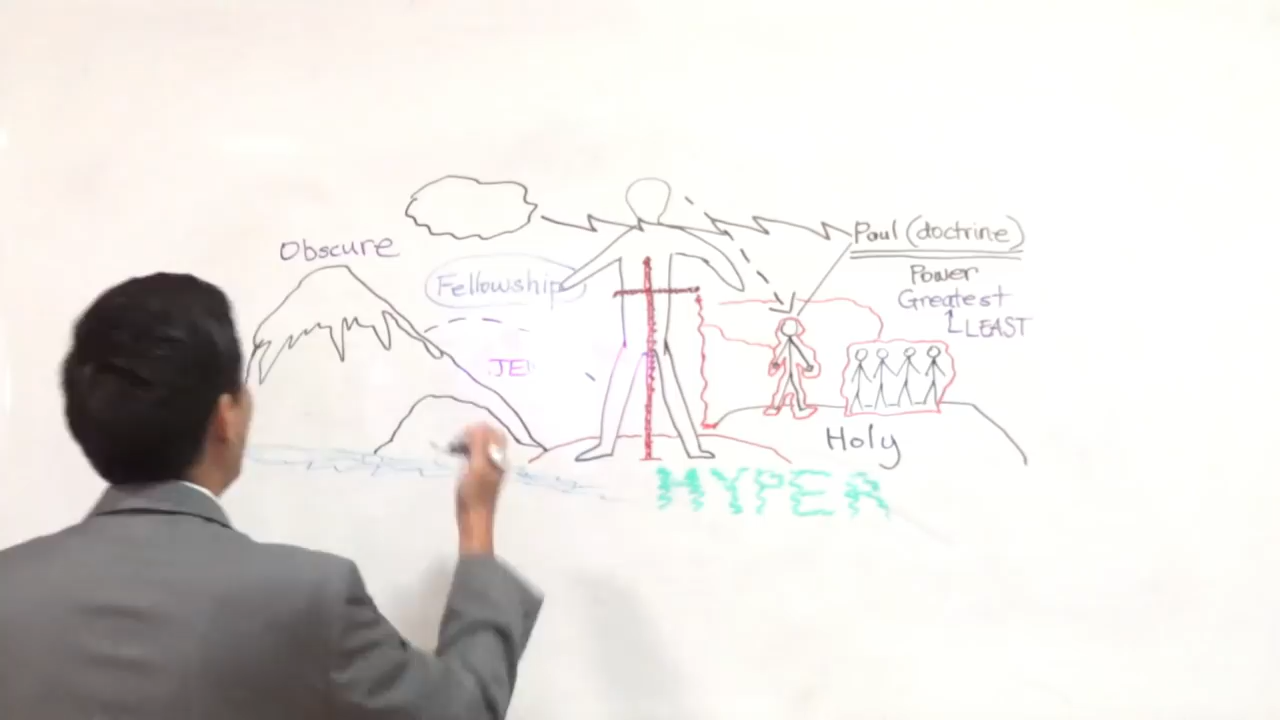 Obscure
Fellowship
Paul (doctrine)
Power
Greatest
LEAST
Holy
HYPER